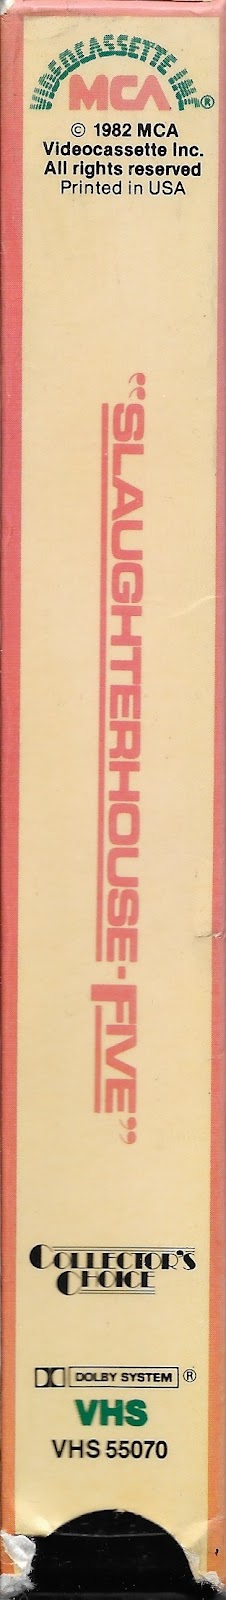 VIDEOCASSETTE INC.®
MCA
© 1982 MCA
Videocassette Inc.
All rights reserved
Printed in USA
“SLAUGHTERHOUSE-FIVE”
COLLECTOR'S
CHOICE
DOLBY SYSTEM ®
VHS
VHS 55070